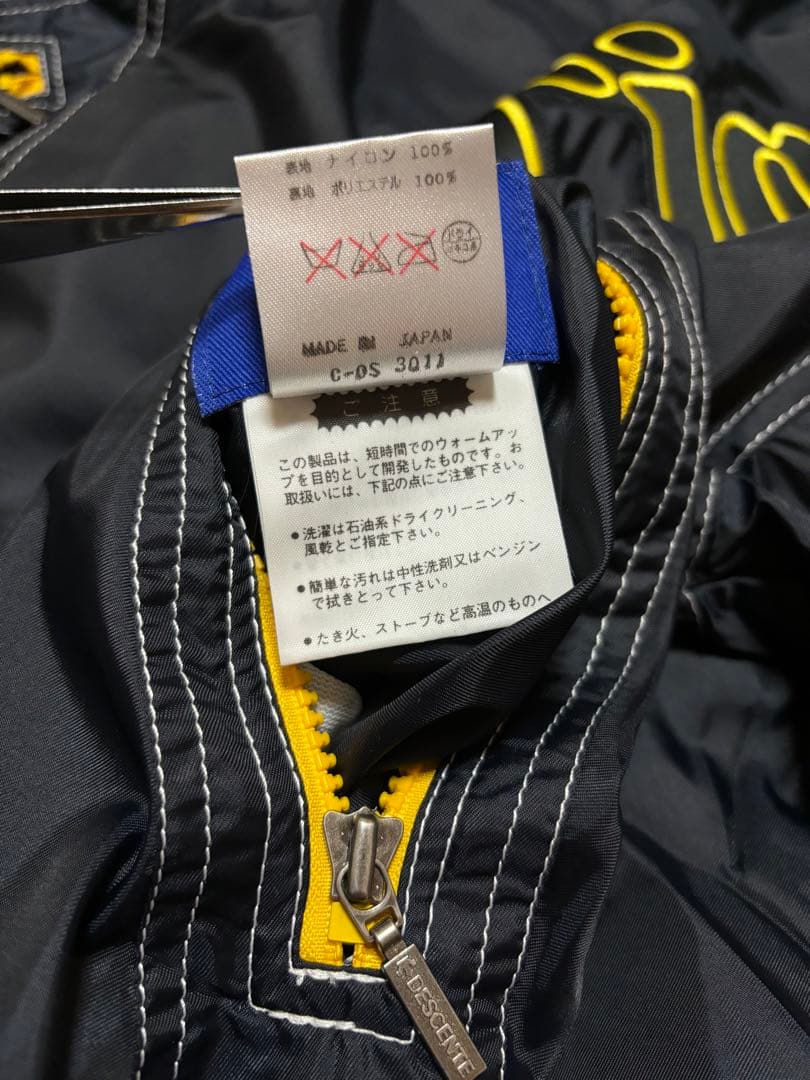 表地 ナイロン 100%
裏地 ポリエステル 100%
ドライ
MADE IN JAPAN
C-OS 3011
ご注意
この製品は、短時間でのウォームアッ
プを目的として開発したものです。お
取扱いには、下記の点にご注意下さい。
●洗濯は石油系ドライクリーニング、
風乾とご指定下さい。
●簡単な汚れは中性洗剤又はベンジン
で拭きとって下さい。
●たき火、ストーブなど高温のものへ
DESCENTE